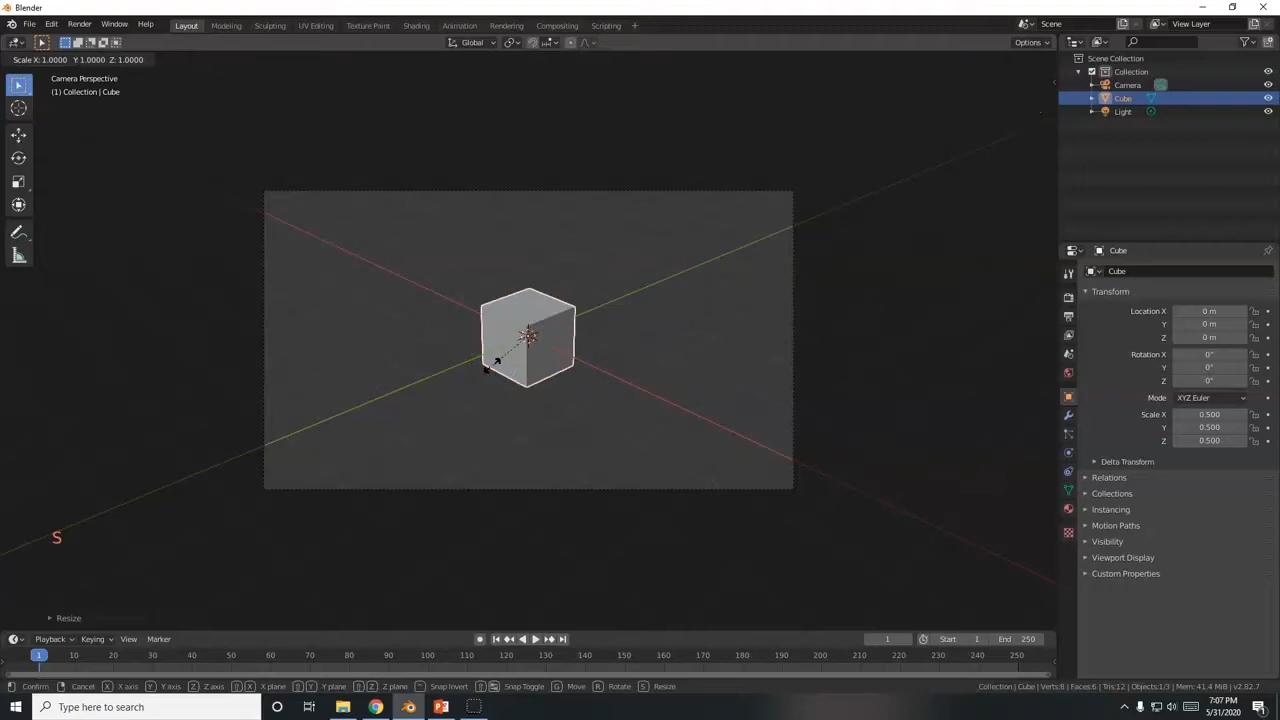 Blender
File Edit Render Window Help Layout Modeling Sculpting UV Editing Texture Paint Shading Animation Rendering Compositing Scripting + Scene View Layer
Global Options
Scale X: 1.0000 Y: 1.0000 Z: 1.0000
Camera Perspective
(1) Collection | Cube
Scene Collection
Collection
Camera
Cube
Light
Cube
Cube
Transform
Location X 0 m
Y 0 m
Z 0 m
Rotation X 0°
Y 0°
Z 0°
Mode XYZ Euler
Scale X 0.500
Y 0.500
Z 0.500
Delta Transform
Relations
Collections
Instancing
Motion Paths
Visibility
Viewport Display
Custom Properties
S
Resize
Playback Keying View Marker 1 Start 1 End 250
1 10 20 30 40 50 60 70 80 90 100 110 120 130 140 150 160 170 180 190 200 210 220 230 240 250
Confirm Cancel X X axis Y Y axis Z Z axis X X plane Y Y plane Z Z plane Snap Invert Snap Toggle G Move R Rotate S Resize Collection | Cube | Verts:8 | Faces:6 | Tris:12 | Objects:1/3 | Mem: 41.4 MiB | v2.82.7
Type here to search
7:07 PM
5/31/2020